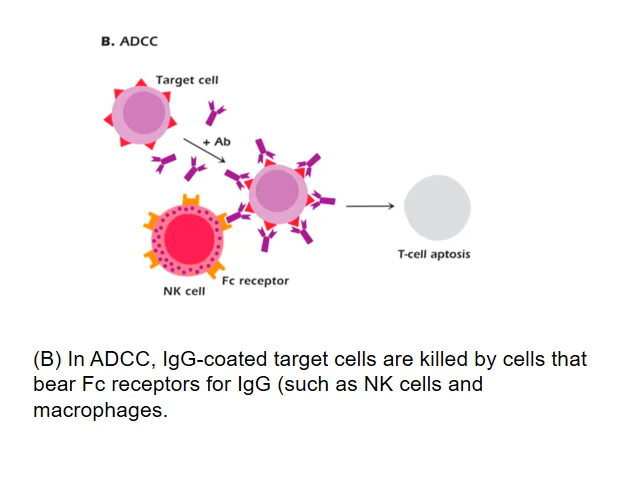 B. ADCC
Target cell
+ Ab
T-cell aptosis
Fc receptor
NK cell
(B) In ADCC, IgG-coated target cells are killed by cells that
bear Fc receptors for IgG (such as NK cells and
macrophages.